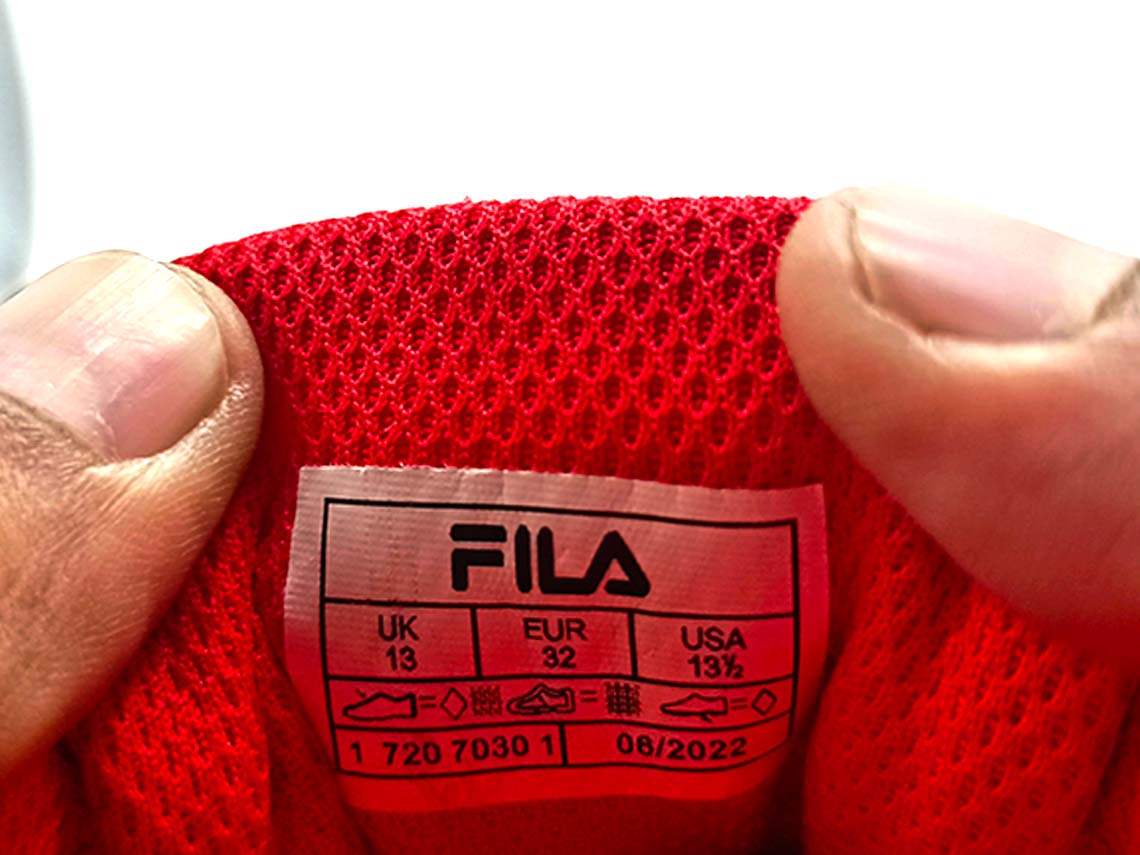 FILA
UK EUR USA
13 32 13½
1 720 7030 1 06/2022